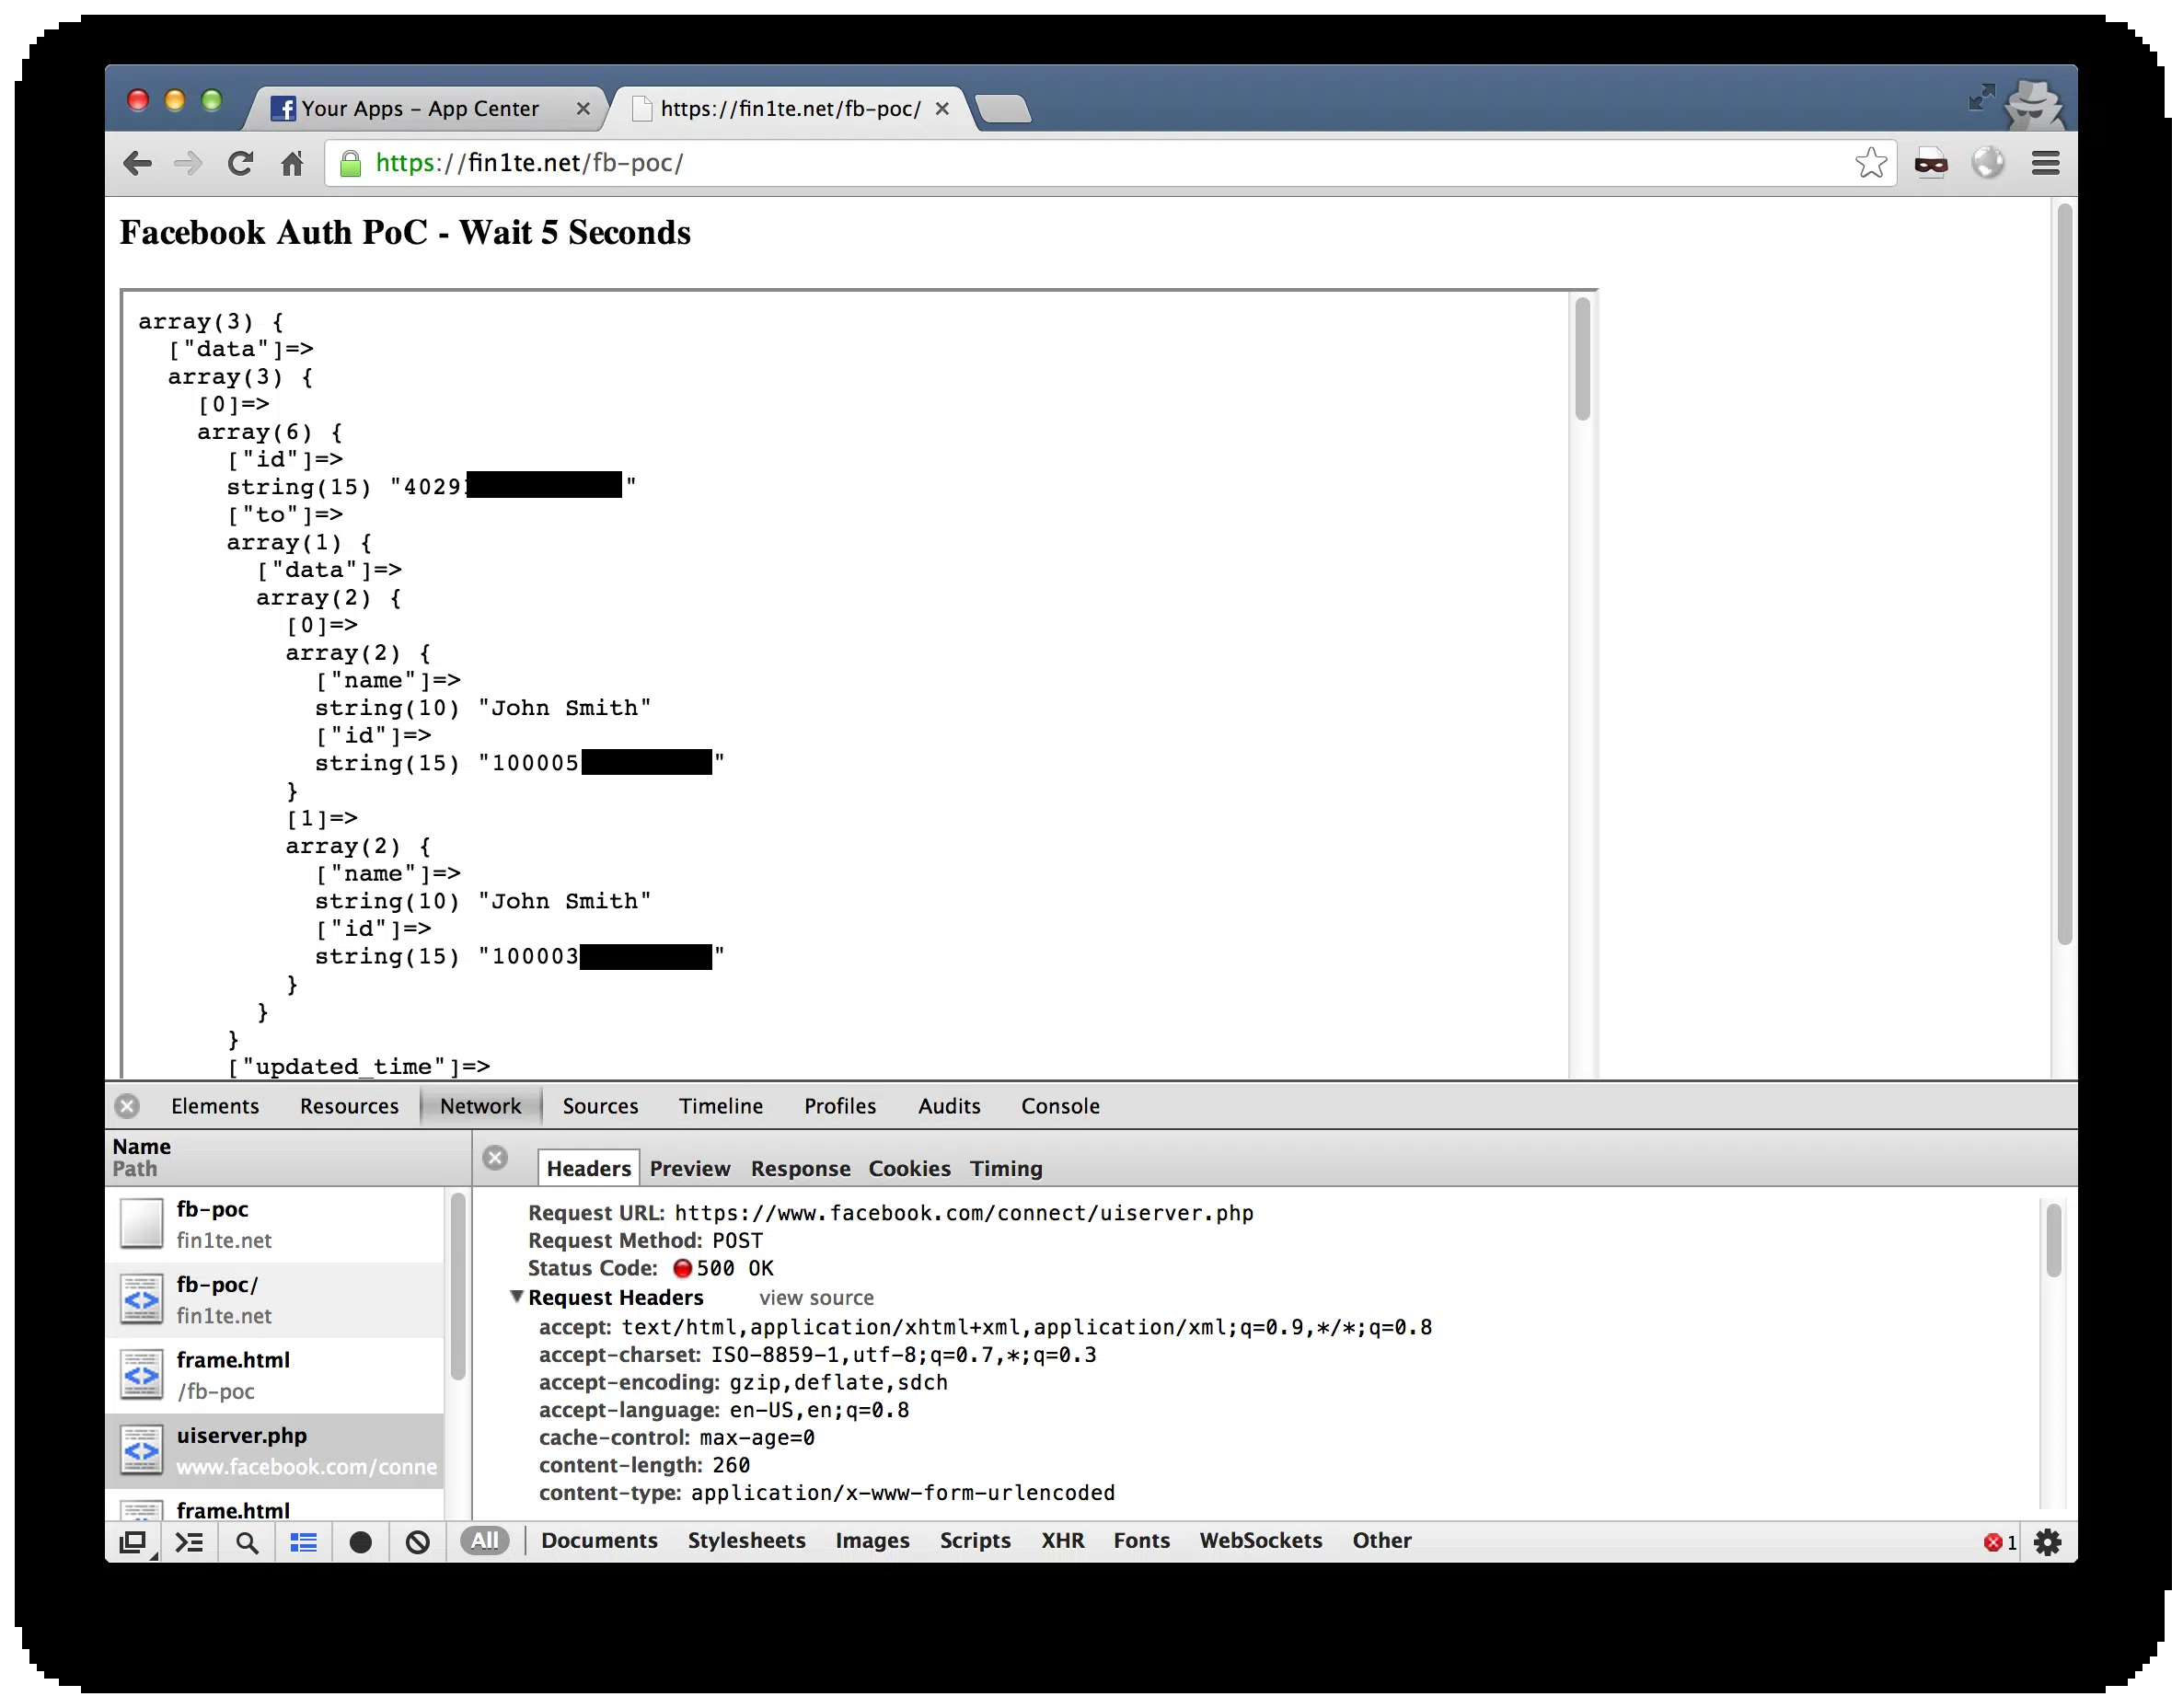 Your Apps – App Center
https://fin1te.net/fb-poc/
https://fin1te.net/fb-poc/
Facebook Auth PoC - Wait 5 Seconds
array(3) {
["data"]=>
array(3) {
[0]=>
array(6) {
["id"]=>
string(15) "4029 "
["to"]=>
array(1) {
["data"]=>
array(2) {
[0]=>
array(2) {
["name"]=>
string(10) "John Smith"
["id"]=>
string(15) "100005 "
}
[1]=>
array(2) {
["name"]=>
string(10) "John Smith"
["id"]=>
string(15) "100003 "
}
}
}
["updated_time"]=>
Elements Resources Network Sources Timeline Profiles Audits Console
Name
Path
Headers Preview Response Cookies Timing
fb-poc
fin1te.net
fb-poc/
fin1te.net
frame.html
/fb-poc
uiserver.php
www.facebook.com/conne
frame.html
Request URL: https://www.facebook.com/connect/uiserver.php
Request Method: POST
Status Code: 500 OK
Request Headers view source
accept: text/html,application/xhtml+xml,application/xml;q=0.9,*/*;q=0.8
accept-charset: ISO-8859-1,utf-8;q=0.7,*;q=0.3
accept-encoding: gzip,deflate,sdch
accept-language: en-US,en;q=0.8
cache-control: max-age=0
content-length: 260
content-type: application/x-www-form-urlencoded
All Documents Stylesheets Images Scripts XHR Fonts WebSockets Other 1